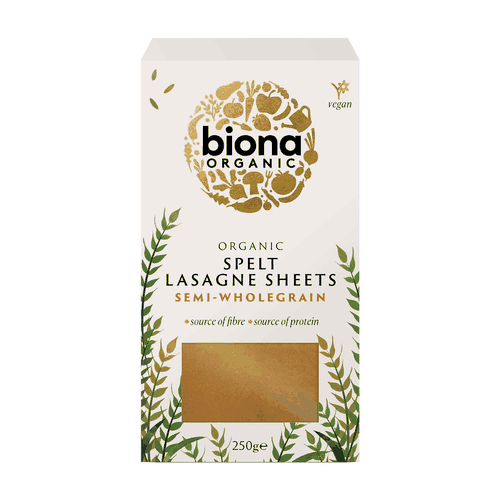 vegan
biona
ORGANIC
ORGANIC
SPELT
LASAGNE SHEETS
SEMI-WHOLEGRAIN
source of fibre source of protein
250g℮